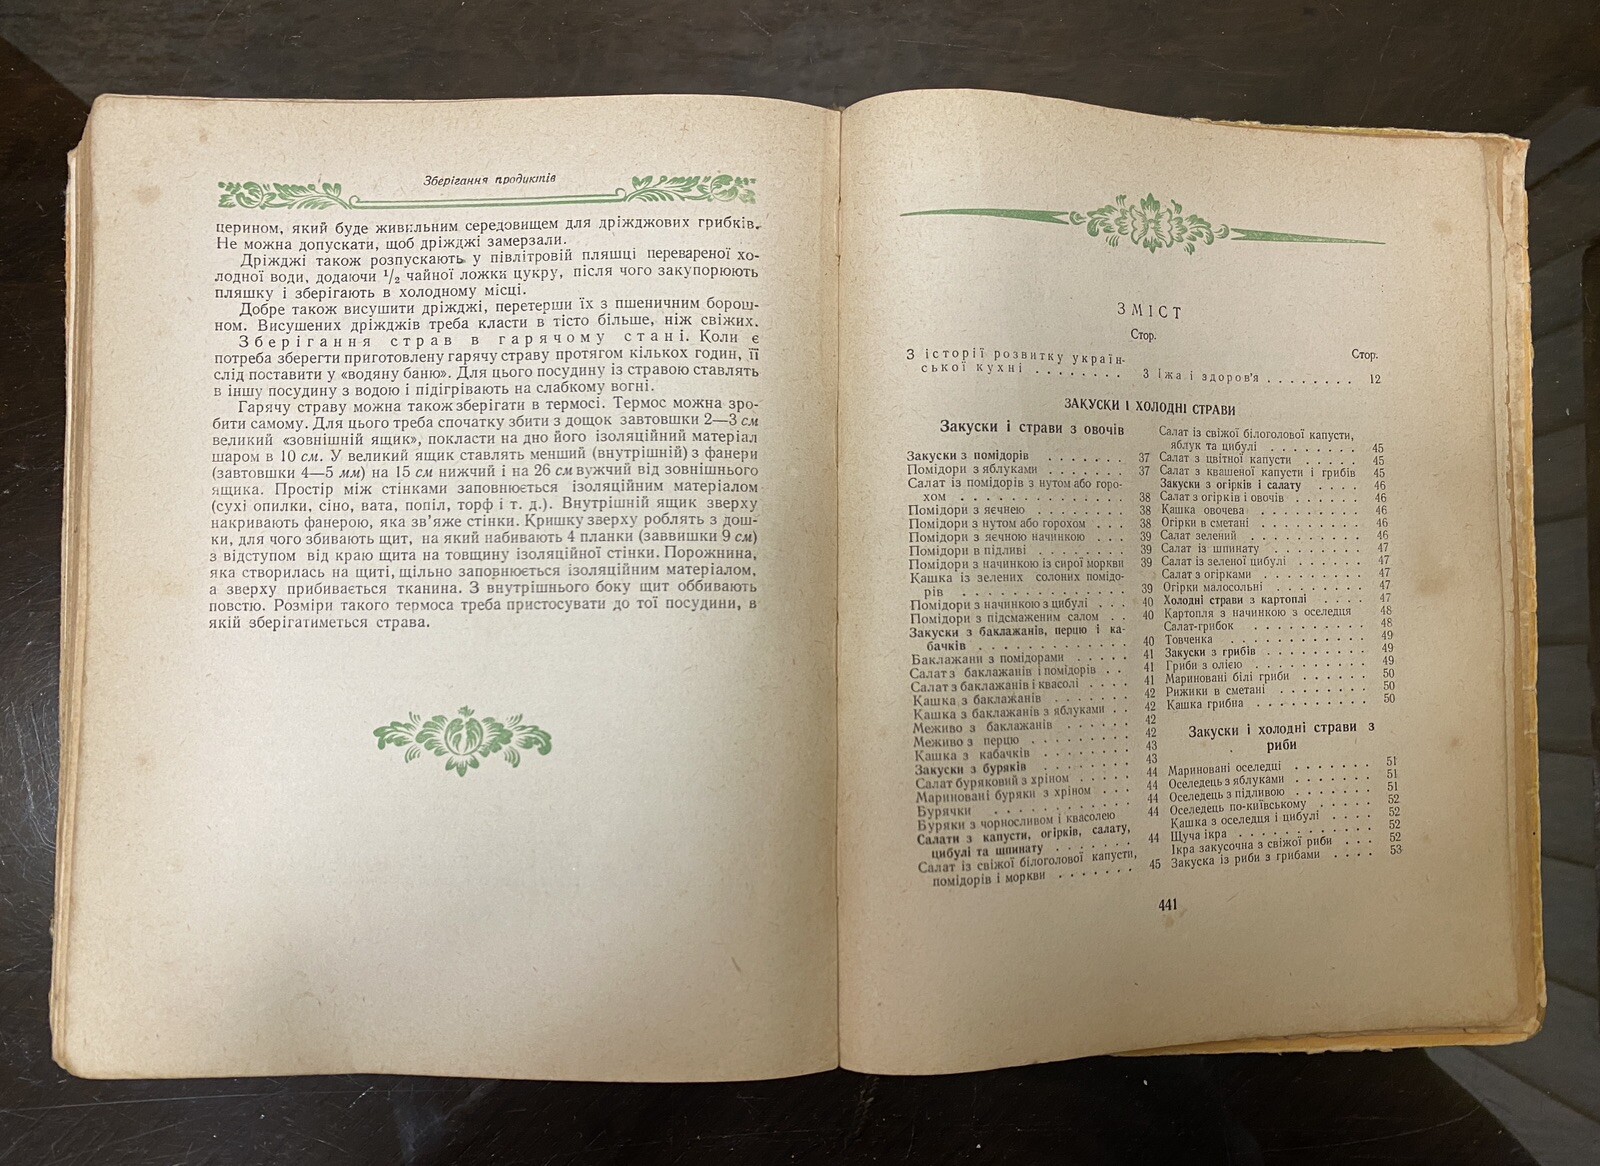 Зберігання продуктів
церином, який буде живильним середовищем для дріжджових грибків.
Не можна допускати, щоб дріжджі замерзали.
Дріжджі також розпускають у півлітровій пляшці перевареної хо-
лодної води, додаючи 1/2 чайної ложки цукру, після чого закупорюють
пляшку і зберігають в холодному місці.
Добре також висушити дріжджі, перетерши їх з пшеничним борош-
ном. Висушених дріжджів треба класти в тісто більше, ніж свіжих.
Зберігання страв в гарячому стані. Коли є
потреба зберегти приготовлену гарячу страву протягом кількох годин, її
слід поставити у «водяну баню». Для цього посудину із стравою ставлять
в іншу посудину з водою і підігрівають на слабкому вогні.
Гарячу страву можна також зберігати в термосі. Термос можна зро-
бити самому. Для цього треба спочатку збити з дощок завтовшки 2—3 см
великий «зовнішній ящик», покласти на дно його ізоляційний матеріал
шаром в 10 см. У великий ящик ставлять менший (внутрішній) з фанери
(завтовшки 4—5 мм) на 15 см нижчий і на 26 см вужчий від зовнішнього
ящика. Простір між стінками заповнюється ізоляційним матеріалом
(сухі опилки, сіно, вата, попіл, торф і т. д.). Внутрішній ящик зверху
накривають фанерою, яка зв'яже стінки. Кришку зверху роблять з дош-
ки, для чого збивають щит, на який набивають 4 планки (заввишки 9 см)
з відступом від краю щита на товщину ізоляційної стінки. Порожнина,
яка створилась на щиті, щільно заповнюється ізоляційним матеріалом,
а зверху прибивається тканина. З внутрішнього боку щит оббивають
повстю. Розміри такого термоса треба пристосувати до тої посудини, в
якій зберігатиметься страва.
ЗМІСТ
Стор.
З історії розвитку україн-
ської кухні . . . . . . . . 3
Стор.
Їжа і здоров'я . . . . . . . . 12
ЗАКУСКИ І ХОЛОДНІ СТРАВИ
Закуски і страви з овочів
Закуски з помідорів . . . . . . . 37
Помідори з яблуками . . . . . . 37
Салат із помідорів з нутом або горо-
хом . . . . . . . . . . . . 38
Помідори з яєчнею . . . . . . . 38
Помідори з нутом або горохом . . . 38
Помідори з яєчною начинкою . . . 39
Помідори в підливі . . . . . . . 39
Помідори з начинкою із сирої моркви 39
Кашка із зелених солоних помідо-
рів . . . . . . . . . . . . 39
Помідори з начинкою з цибулі . . . 40
Помідори з підсмаженим салом . . 40
Закуски з баклажанів, перцю і ка-
бачків . . . . . . . . . . . . 40
Баклажани з помідорами . . . . . 41
Салат з баклажанів і помідорів . . 41
Салат з баклажанів і квасолі . . . . 41
Кашка з баклажанів . . . . . . . 42
Кашка з баклажанів з яблуками . . 42
Меживо з баклажанів . . . . . . 42
Меживо з перцю . . . . . . . . 42
Кашка з кабачків . . . . . . . . 43
Закуски з буряків . . . . . . . 43
Салат буряковий з хріном . . . . . 44
Мариновані буряки з хріном . . . 44
Бурячки . . . . . . . . . . . 44
Буряки з чорносливом і квасолею 44
Салати з капусти, огірків, салату,
цибулі та шпинату . . . . . . . 44
Салат із свіжої білоголової капусти,
помідорів і моркви . . . . . . . 45
Салат із свіжої білоголової капусти,
яблук та цибулі . . . . . . . . 45
Салат з цвітної капусти . . . . . 45
Салат з квашеної капусти і грибів 45
Закуски з огірків і салату . . . . 46
Салат з огірків і овочів . . . . . . 46
Кашка овочева . . . . . . . . . 46
Огірки в сметані . . . . . . . . . 46
Салат зелений . . . . . . . . . 46
Салат із шпинату . . . . . . . . 47
Салат із зеленої цибулі . . . . . . 47
Салат з огірками . . . . . . . . 47
Огірки малосольні . . . . . . . . 47
Холодні страви з картоплі . . . . 47
Картопля з начинкою з оселедця 48
Салат-грибок . . . . . . . . . . 48
Товченка . . . . . . . . . . . . 49
Закуски з грибів . . . . . . . . 49
Гриби з олією . . . . . . . . . . 49
Мариновані білі гриби . . . . . . 50
Рижики в сметані . . . . . . . . 50
Кашка грибна . . . . . . . . . . 50
Закуски і холодні страви з
риби
Мариновані оселедці . . . . . . . 51
Оселедець з яблуками . . . . . . . 51
Оселедець з підливою . . . . . . . 51
Оселедець по-київському . . . . . 52
Кашка з оселедця і цибулі . . . . 52
Щуча ікра . . . . . . . . . . . 52
Ікра закусочна з свіжої риби . . . 52
Закуска із риби з грибами . . . . 53
441